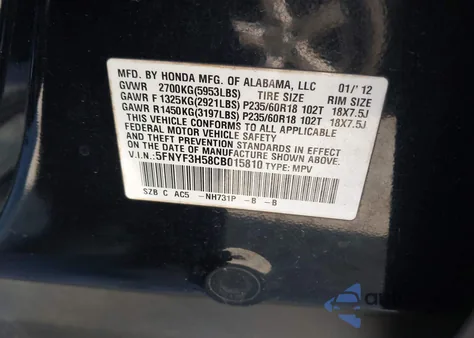 MFD. BY HONDA MFG. OF ALABAMA, LLC 01/'12
GVWR 2700KG(5953LBS) TIRE SIZE RIM SIZE
GAWR F 1325KG(2921LBS) P235/60R18 102T 18X7.5J
GAWR R1450KG(3197LBS) P235/60R18 102T 18X7.5J
THIS VEHICLE CONFORMS TO ALL APPLICABLE
FEDERAL MOTOR VEHICLE SAFETY AND THEFT PREVENTION
STANDARDS IN EFFECT ON THE DATE OF MANUFACTURE SHOWN ABOVE.
V.I.N.:5FNYF3H58CB015810 TYPE: MPV
SZB C AC5 -NH731P -B -B